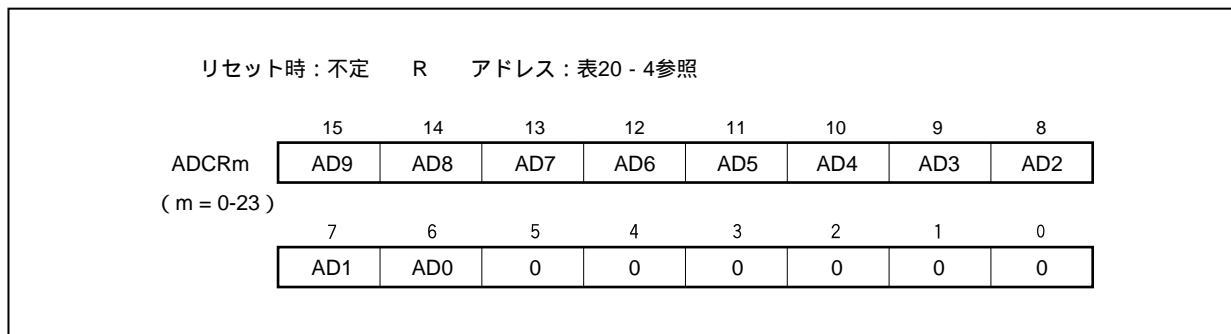 リセット時：不定 R アドレス：表20 - 4参照
15 14 13 12 11 10 9 8
ADCRm AD9 AD8 AD7 AD6 AD5 AD4 AD3 AD2
（m = 0-23）
7 6 5 4 3 2 1 0
AD1 AD0 0 0 0 0 0 0